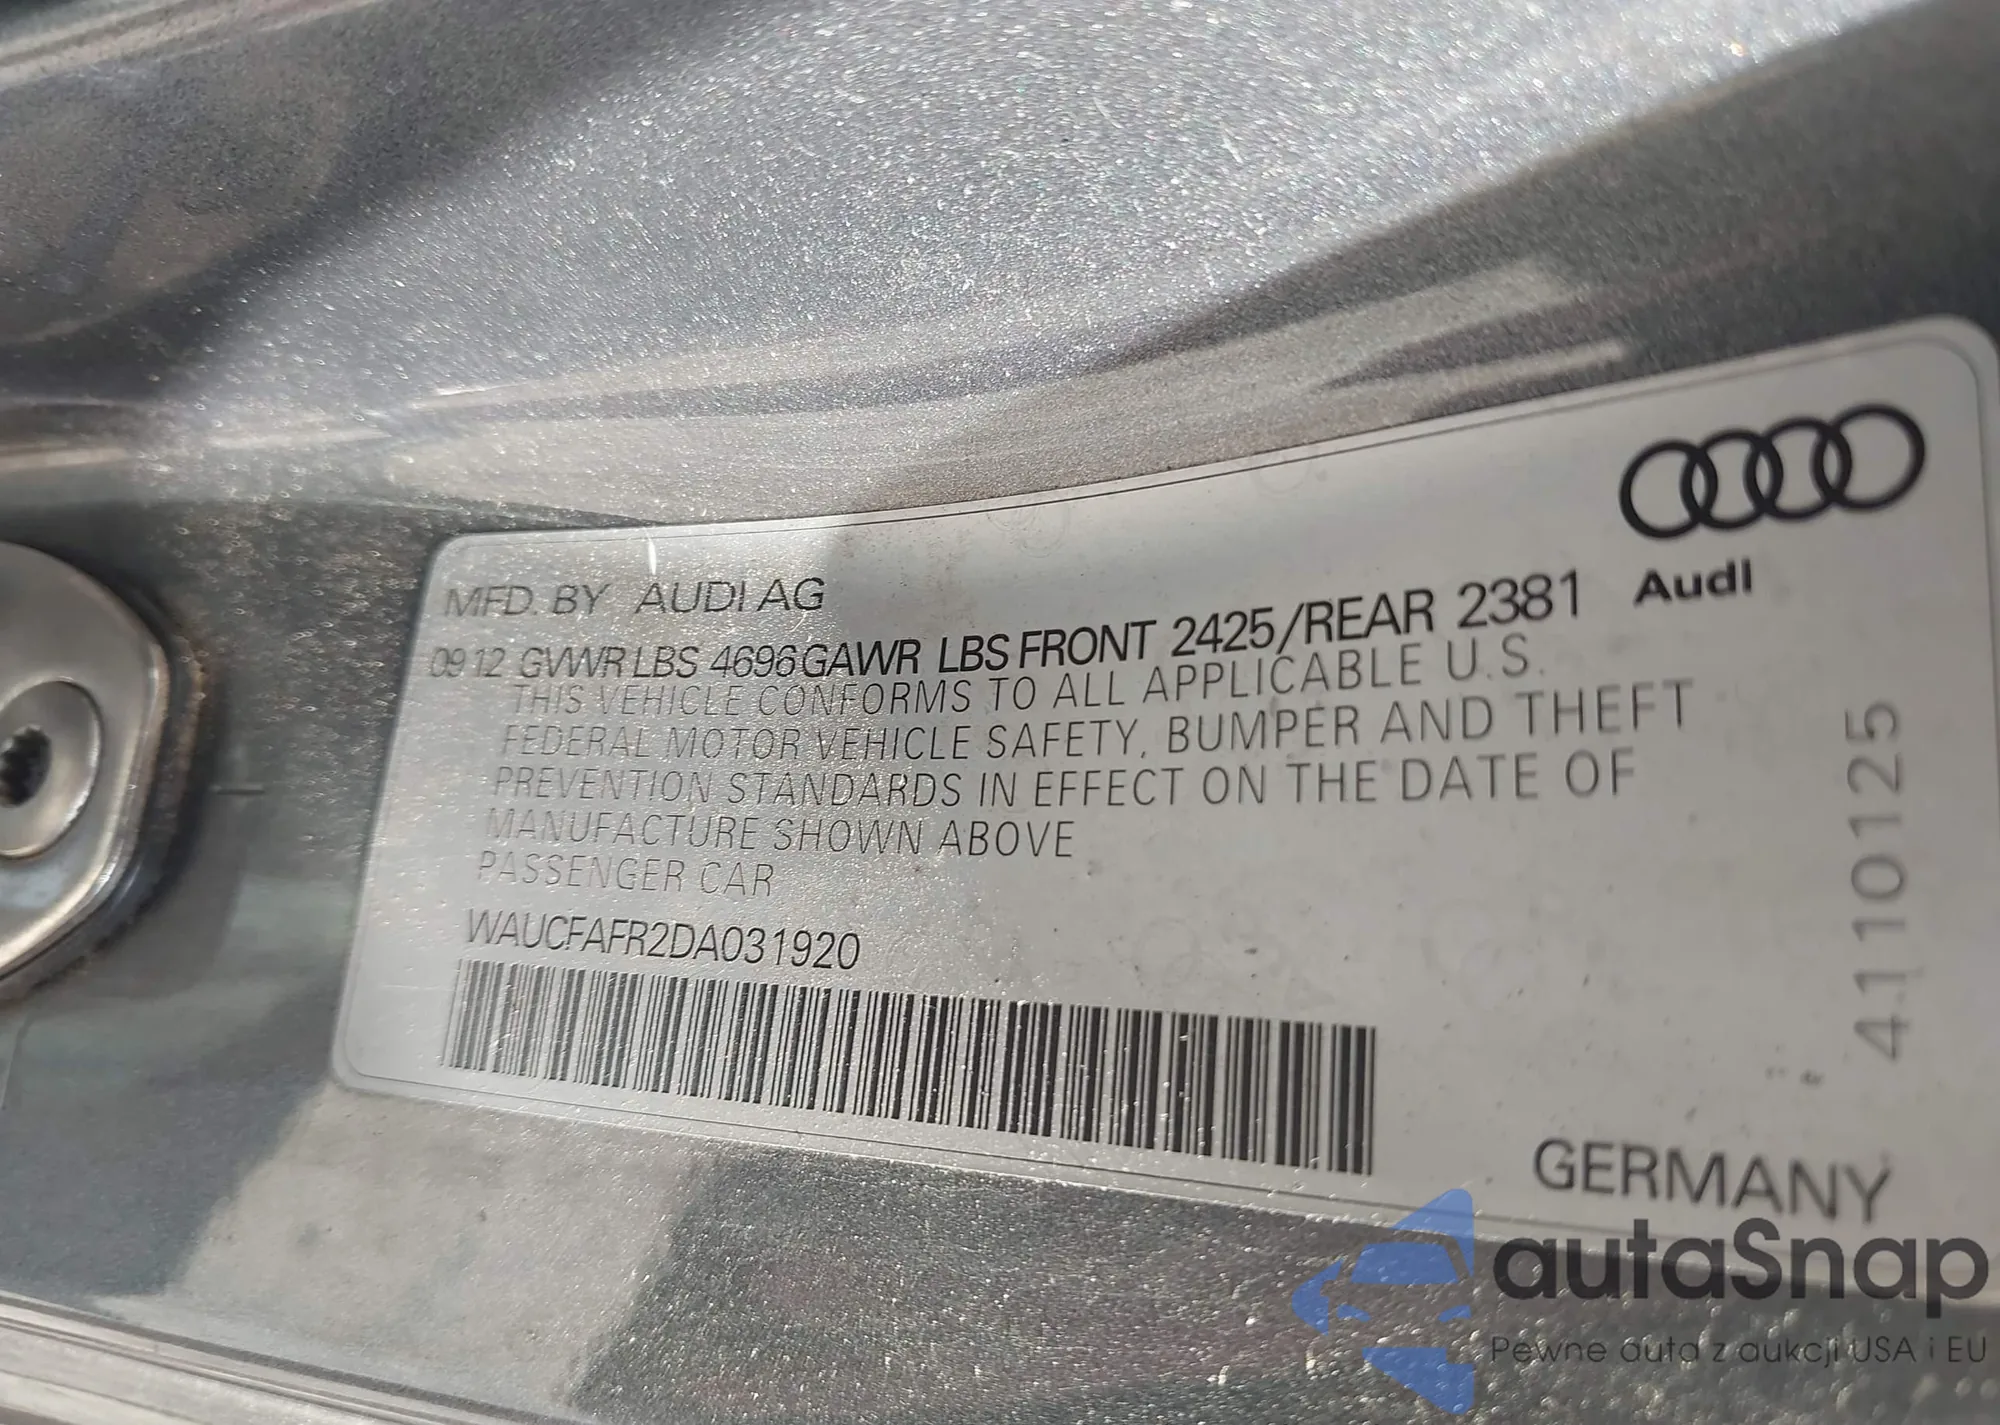 MFD. BY AUDI AG
09 12 GVWR LBS 4696 GAWR LBS FRONT 2425/REAR 2381
Audi
THIS VEHICLE CONFORMS TO ALL APPLICABLE U.S.
FEDERAL MOTOR VEHICLE SAFETY, BUMPER AND THEFT
PREVENTION STANDARDS IN EFFECT ON THE DATE OF
MANUFACTURE SHOWN ABOVE
PASSENGER CAR
WAUCFAFR2DA031920
4110125
GERMANY
autaSnap
Pewne auta z aukcji USA i EU